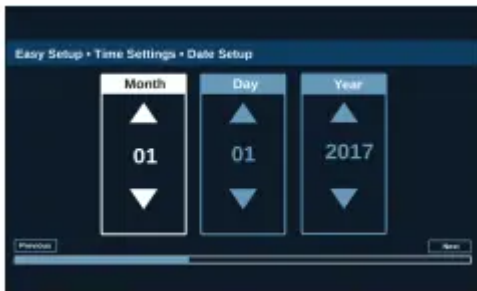 Easy Setup • Time Settings • Date Setup
Month Day Year
01 01 2017
Previous Next